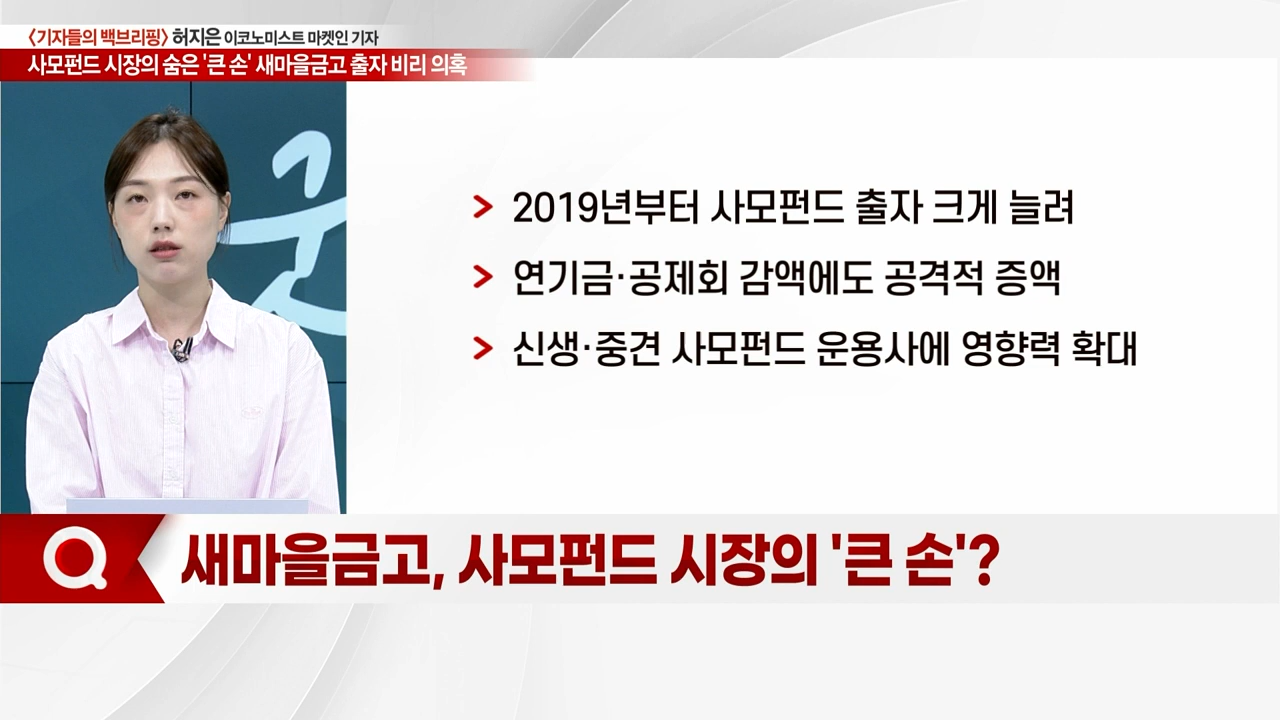 <기자들의 백브리핑> 허지은 이코노미스트 마켓인 기자
사모펀드 시장의 숨은 '큰 손' 새마을금고 출자 비리 의혹
> 2019년부터 사모펀드 출자 크게 늘려
> 연기금·공제회 감액에도 공격적 증액
> 신생·중견 사모펀드 운용사에 영향력 확대
Q 새마을금고, 사모펀드 시장의 '큰 손'?